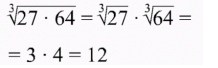 ∛(27 · 64) = ∛27 · ∛64 =
= 3 · 4 = 12